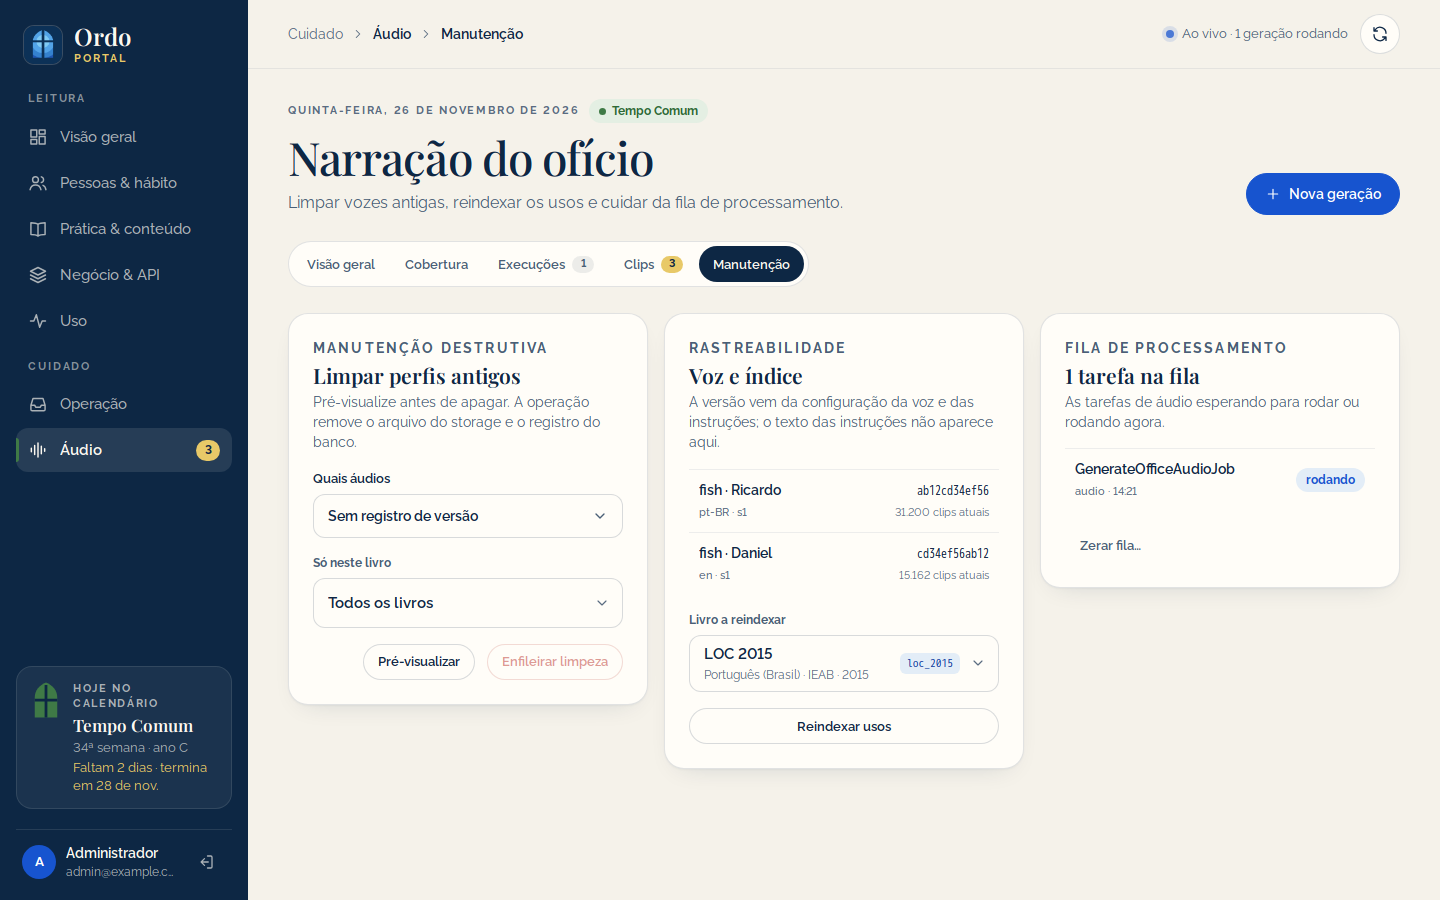 Ordo
PORTAL
LEITURA
Visão geral
Pessoas & hábito
Prática & conteúdo
Negócio & API
Uso
CUIDADO
Operação
Áudio 3
HOJE NO
CALENDÁRIO
Tempo Comum
34ª semana · ano C
Faltam 2 dias · termina
em 28 de nov.
A
Administrador
admin@example.c…
Cuidado > Áudio > Manutenção
Ao vivo · 1 geração rodando
QUINTA-FEIRA, 26 DE NOVEMBRO DE 2026 Tempo Comum
Narração do ofício
Limpar vozes antigas, reindexar os usos e cuidar da fila de processamento.
+ Nova geração
Visão geral Cobertura Execuções 1 Clips 3 Manutenção
MANUTENÇÃO DESTRUTIVA
Limpar perfis antigos
Pré-visualize antes de apagar. A operação
remove o arquivo do storage e o registro do
banco.
Quais áudios
Sem registro de versão
Só neste livro
Todos os livros
Pré-visualizar Enfileirar limpeza
RASTREABILIDADE
Voz e índice
A versão vem da configuração da voz e das
instruções; o texto das instruções não aparece
aqui.
fish · Ricardo ab12cd34ef56
pt-BR · s1 31.200 clips atuais
fish · Daniel cd34ef56ab12
en · s1 15.162 clips atuais
Livro a reindexar
LOC 2015 loc_2015
Português (Brasil) · IEAB · 2015
Reindexar usos
FILA DE PROCESSAMENTO
1 tarefa na fila
As tarefas de áudio esperando para rodar ou
rodando agora.
GenerateOfficeAudioJob rodando
audio · 14:21
Zerar fila…